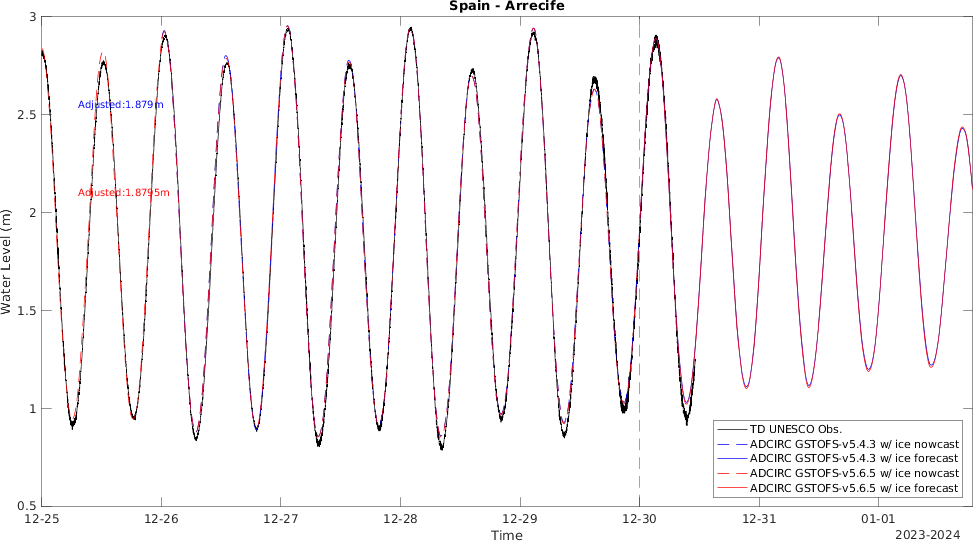 Spain - Arrecife
3
2.5
2
1.5
1
0.5
Water Level (m)
Adjusted:1.879m
Adjusted:1.8795m
TD UNESCO Obs.
ADCIRC GSTOFS-v5.4.3 w/ ice nowcast
ADCIRC GSTOFS-v5.4.3 w/ ice forecast
ADCIRC GSTOFS-v5.6.5 w/ ice nowcast
ADCIRC GSTOFS-v5.6.5 w/ ice forecast
12-25 12-26 12-27 12-28 12-29 12-30 12-31 01-01
Time
2023-2024